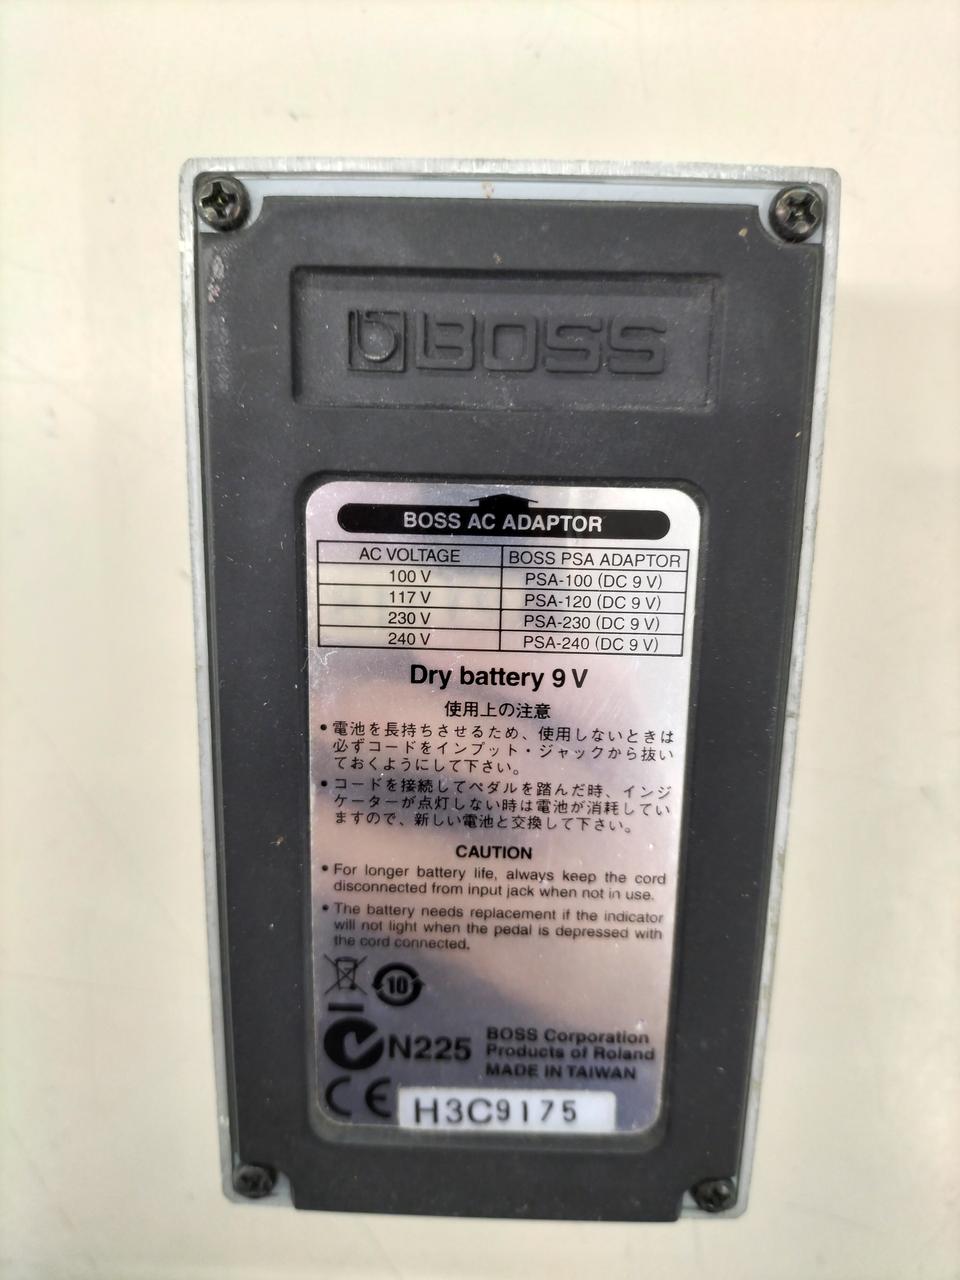 BOSS
BOSS AC ADAPTOR
AC VOLTAGE BOSS PSA ADAPTOR
100 V PSA-100 (DC 9 V)
117 V PSA-120 (DC 9 V)
230 V PSA-230 (DC 9 V)
240 V PSA-240 (DC 9 V)
Dry battery 9 V
使用上の注意
• 電池を長持ちさせるため、使用しないときは
必ずコードをインプット・ジャックから抜い
ておくようにして下さい。
• コードを接続してペダルを踏んだ時、インジ
ケーターが点灯しない時は電池が消耗してい
ますので、新しい電池と交換して下さい。
CAUTION
• For longer battery life, always keep the cord
disconnected from input jack when not in use.
• The battery needs replacement if the indicator
will not light when the pedal is depressed with
the cord connected.
10
N225
BOSS Corporation
Products of Roland
MADE IN TAIWAN
CE
H3C9175